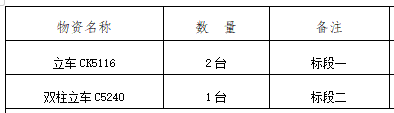 物资名称 数 量 备注
立车 CK5116 2 台 标段一
双柱立车 C5240 1 台 标段二